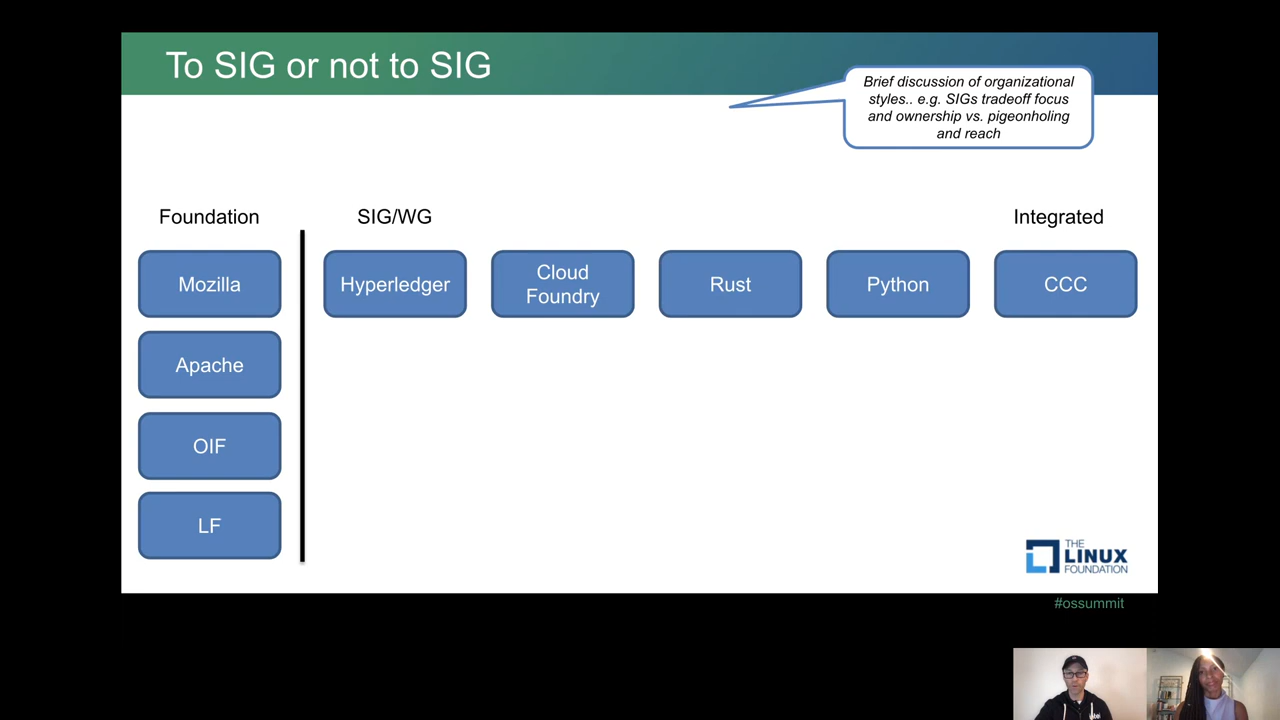 To SIG or not to SIG
Brief discussion of organizational
styles.. e.g. SIGs tradeoff focus
and ownership vs. pigeonholing
and reach
Foundation
SIG/WG
Integrated
Mozilla
Hyperledger
Cloud
Foundry
Rust
Python
CCC
Apache
OIF
LF
THE
LINUX
FOUNDATION
#ossummit